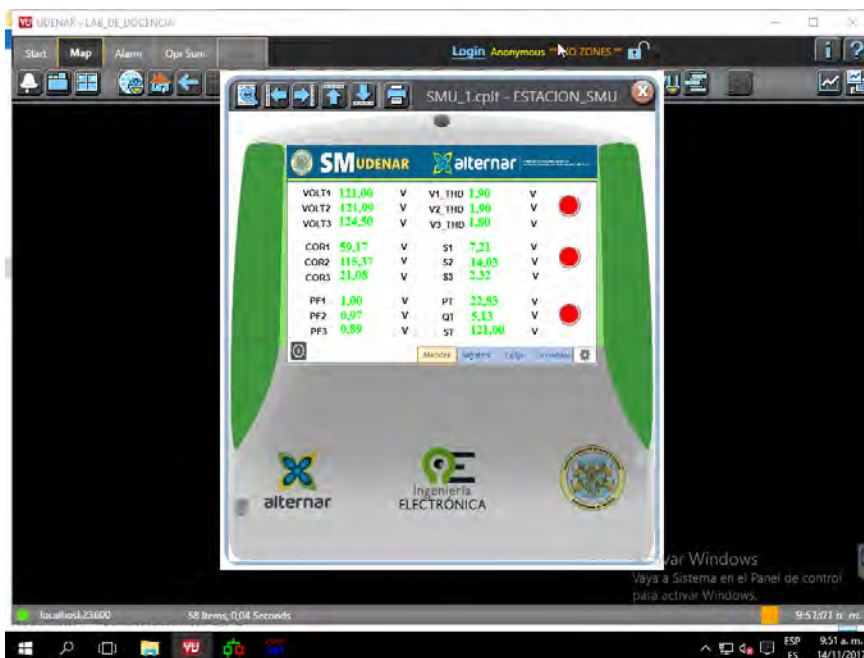 UDENAR - LAB_DE_DOCENCIA
Start Map Alarm Opr Sum Login Anonymous ** NO ZONES **
SMU_1.cplt - ESTACION_SMU
SMUDENAR alternar
VOLT1 121,00 V V1_THD 1,90 V
VOLT2 121,09 V V2_THD 1,90 V
VOLT3 124,50 V V3_THD 1,80 V
COR1 59,17 V S1 7,21 V
COR2 115,37 V S2 14,03 V
COR3 21,08 V S3 2,32 V
PF1 1,00 V PT 22,83 V
PF2 0,97 V QT 5,13 V
PF3 0,89 V ST 121,00 V
alternar
Ingeniería
ELECTRÓNICA
var Windows
Vaya a Sistema en el Panel de control
para activar Windows.
localhost:23600 58 Items, 0,04 Seconds 9:51:01 a. m.
VU ESP 9:51 a. m.
ES 14/11/201